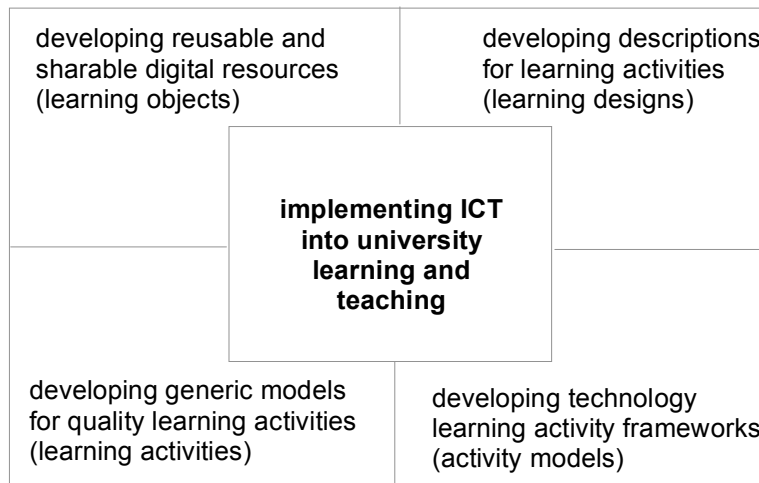 developing reusable and
sharable digital resources
(learning objects)
developing descriptions
for learning activities
(learning designs)
implementing ICT
into university
learning and
teaching
developing generic models
for quality learning activities
(learning activities)
developing technology
learning activity frameworks
(activity models)